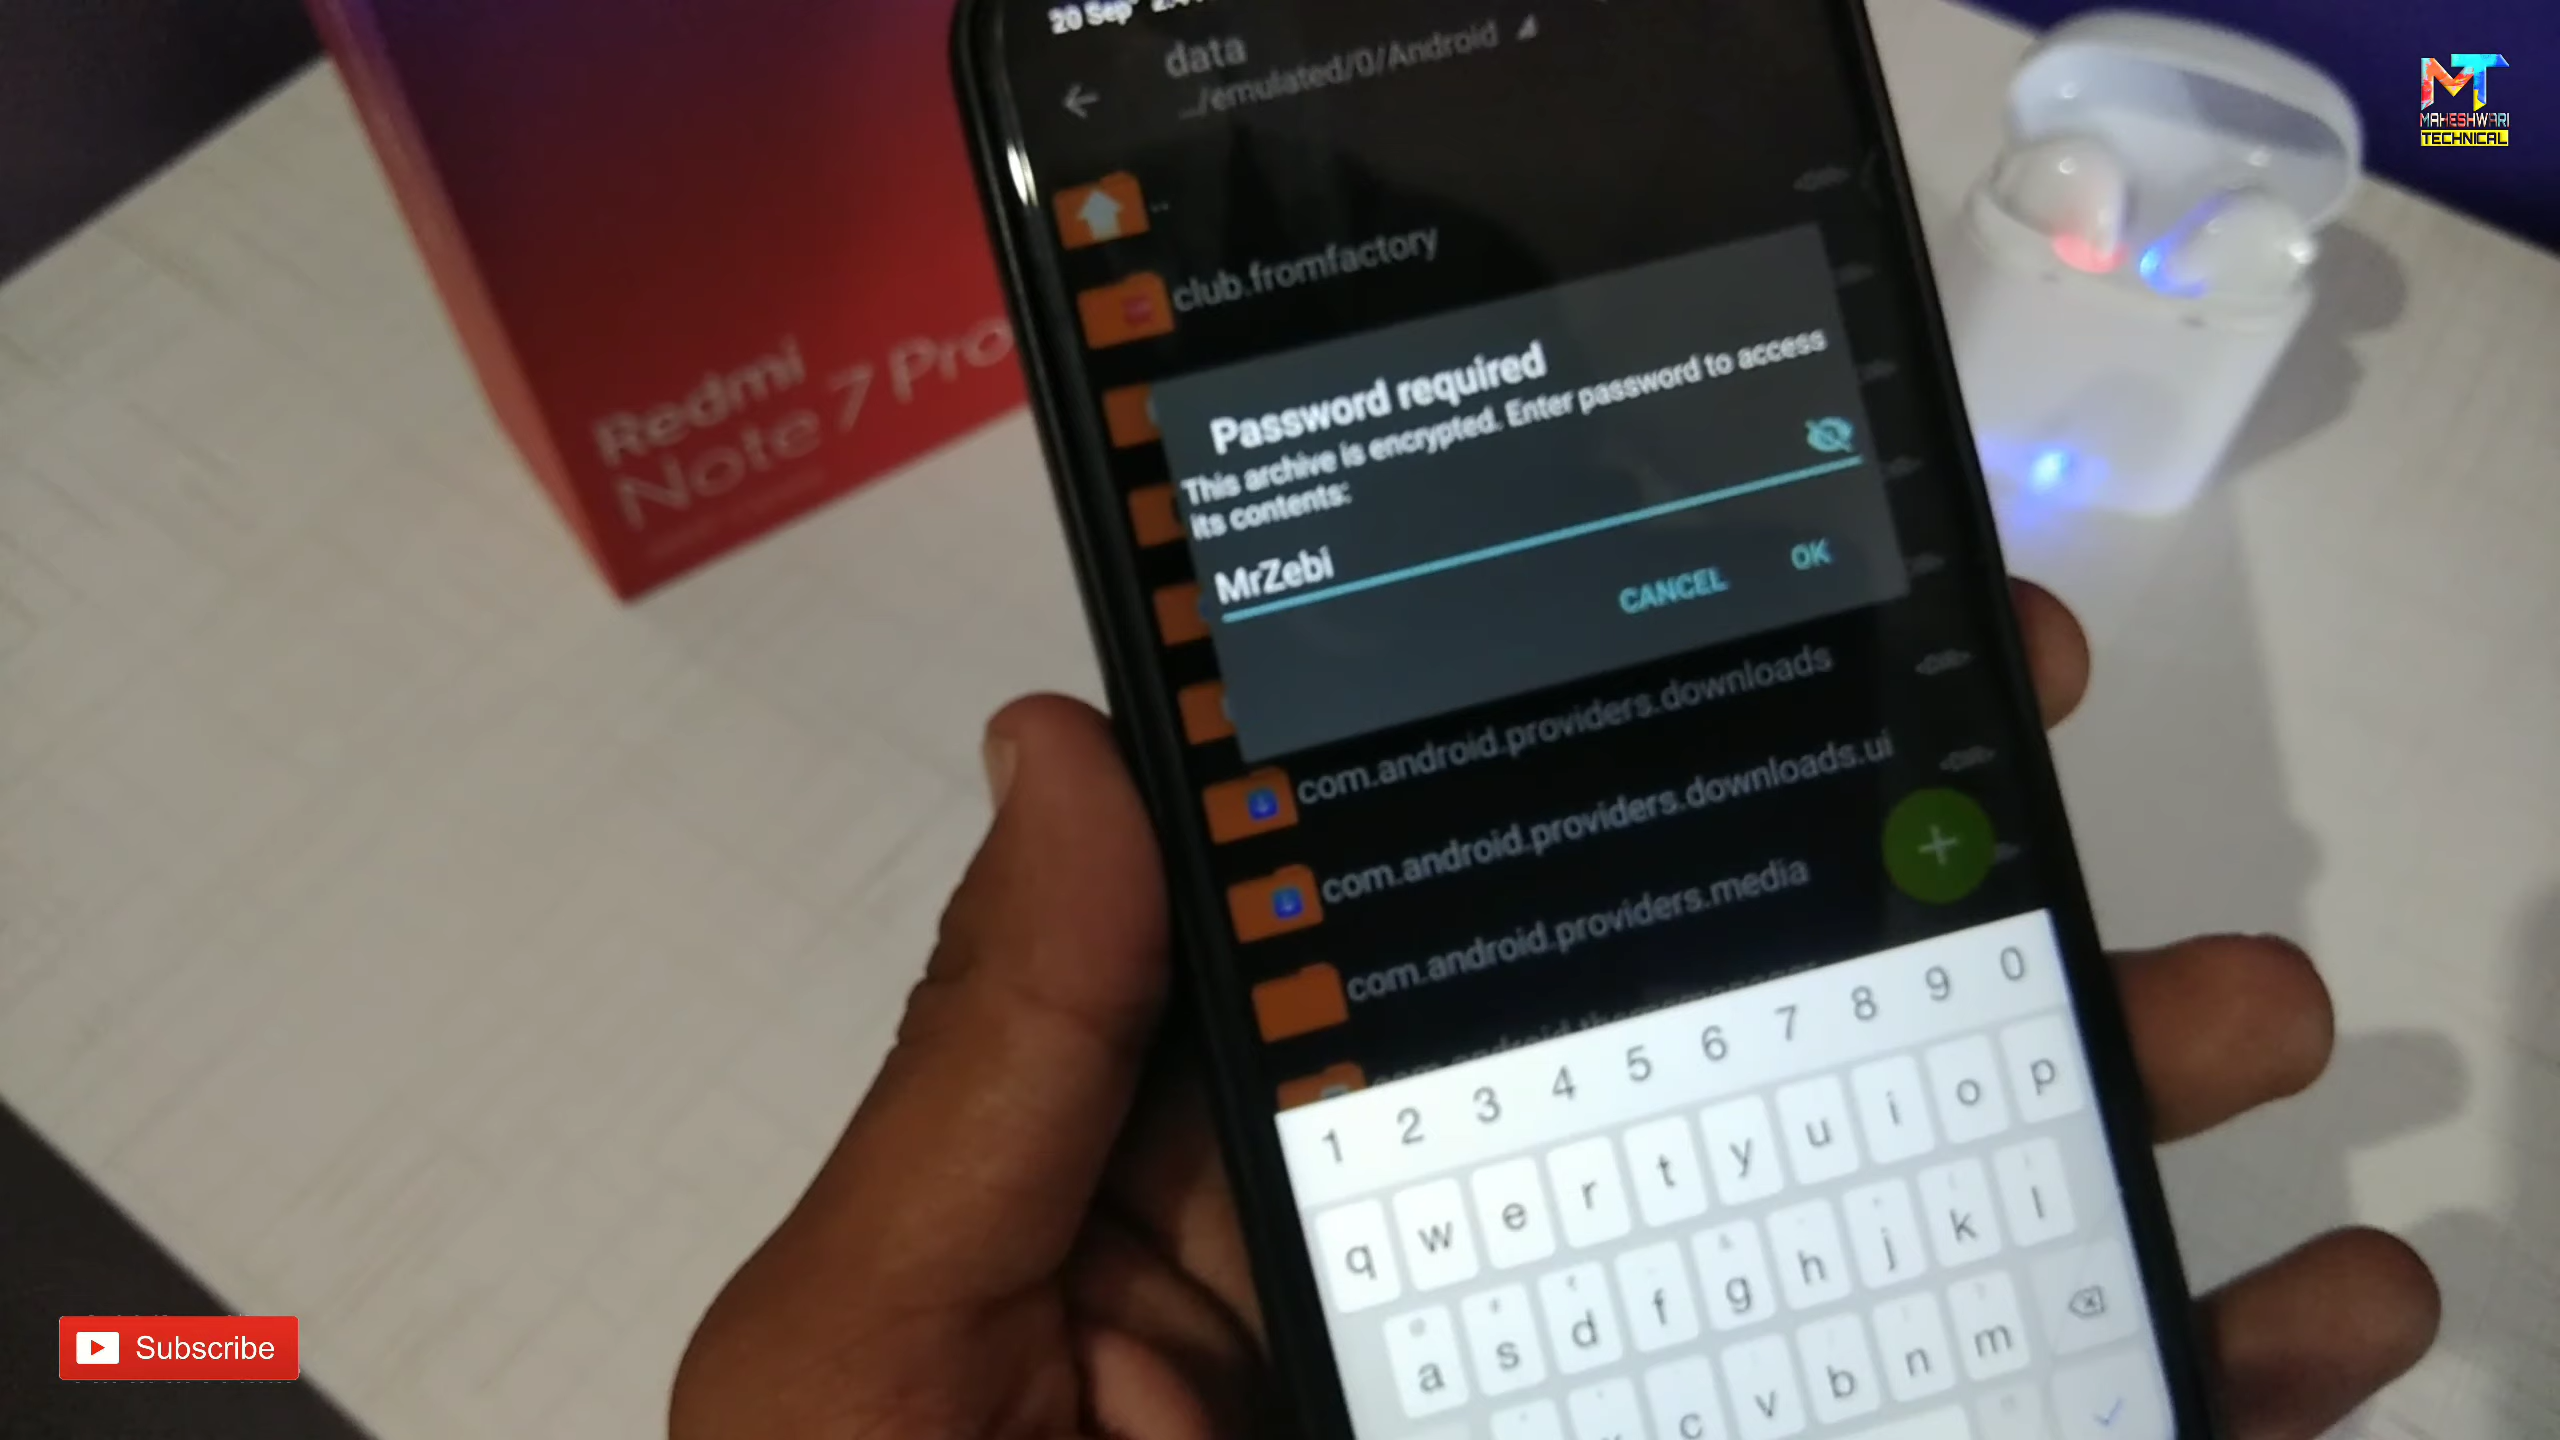 20 Sep
data
.../emulated/0/Android
MT
MAHESHWARI
TECHNICAL
..
club.fromfactory
Redmi
Note 7 Pro
Password required
This archive is encrypted. Enter password to access
its contents:
MrZebi
CANCEL OK
com.android.providers.downloads
com.android.providers.downloads.ui
com.android.providers.media
1 2 3 4 5 6 7 8 9 0
q w e r t y u i o p
a s d f g h j k l
c v b n m
Subscribe